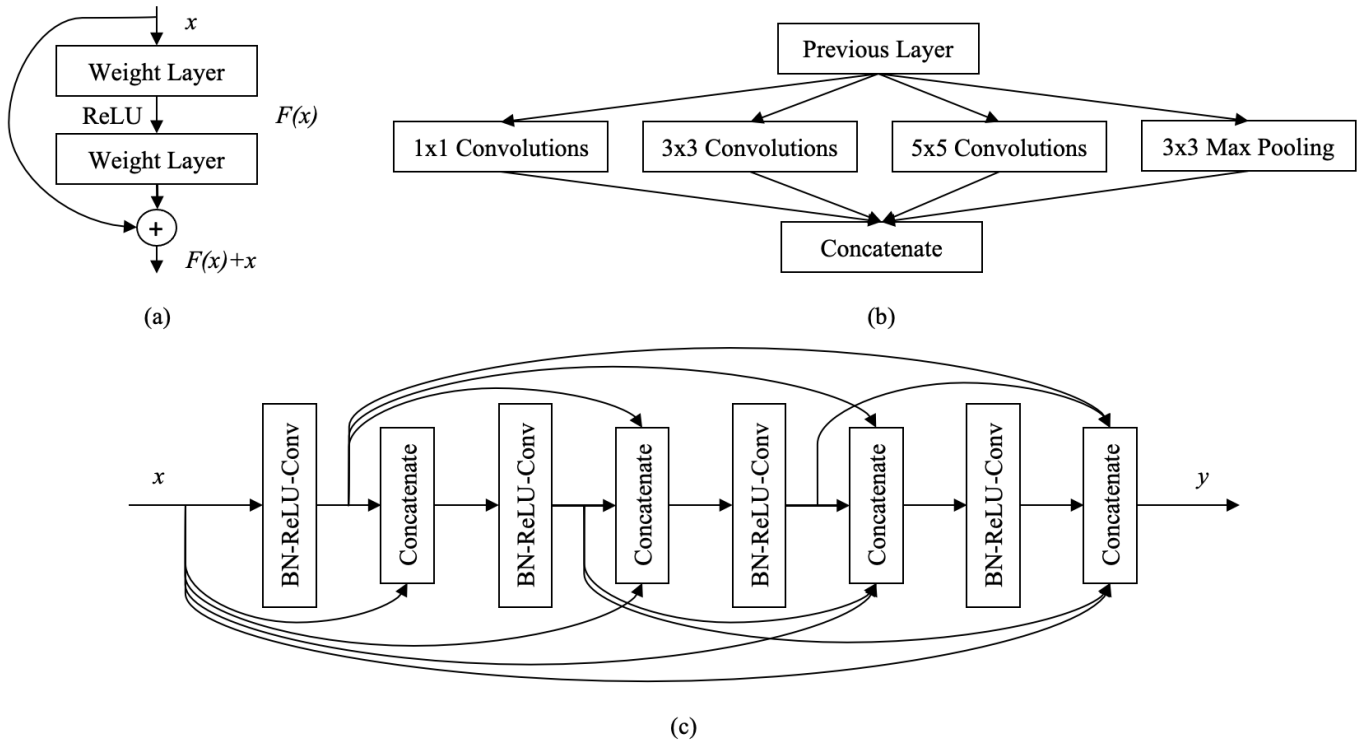 x
Weight Layer
ReLU
F(x)
Weight Layer
+
F(x)+x
(a)
Previous Layer
1x1 Convolutions
3x3 Convolutions
5x5 Convolutions
3x3 Max Pooling
Concatenate
(b)
x
BN-ReLU-Conv
Concatenate
BN-ReLU-Conv
Concatenate
BN-ReLU-Conv
Concatenate
BN-ReLU-Conv
Concatenate
y
(c)